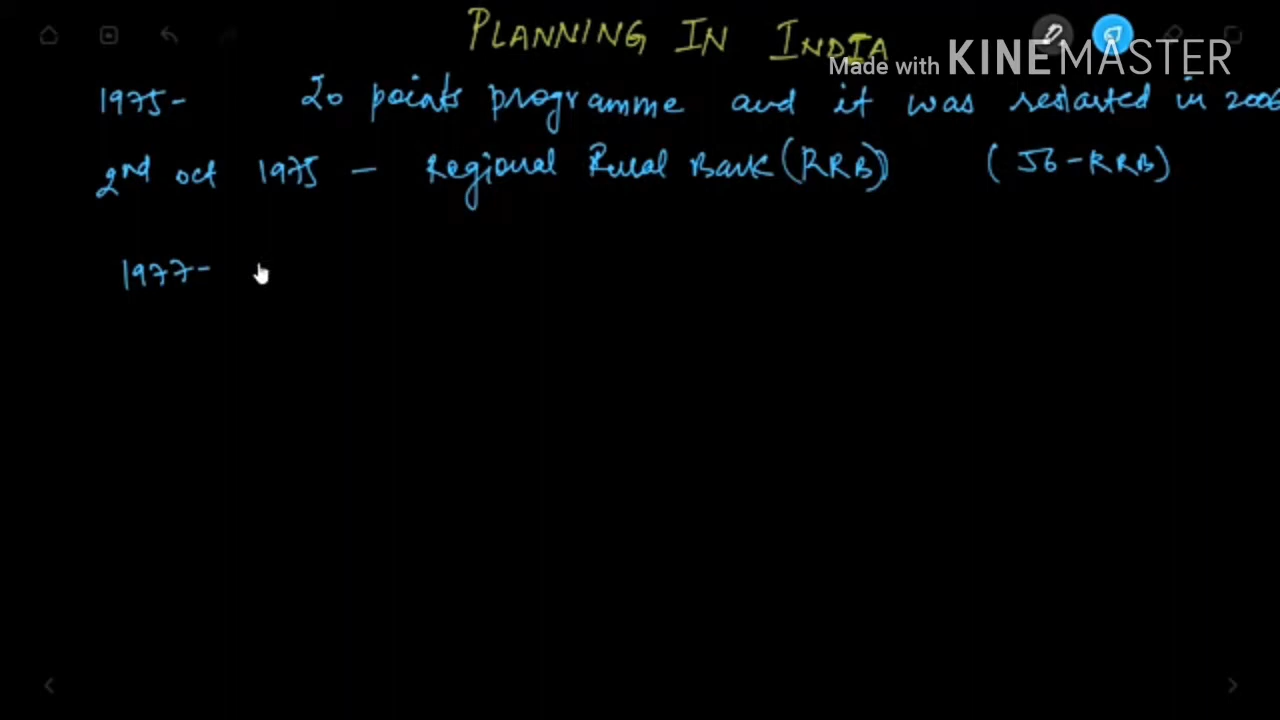 PLANNING IN INDIA
Made with KINEMASTER
1975- 20 points programme and it was restarted in 2006
2nd oct 1975 - Regional Rural Bank (RRB) (56-RRB)
1977-